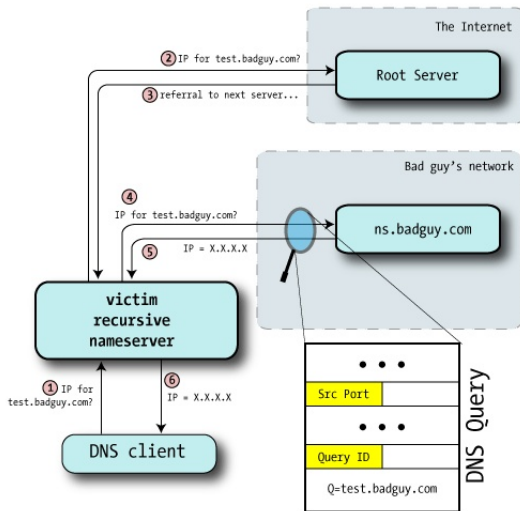 The Internet
② IP for test.badguy.com?
Root Server
③ referral to next server...
Bad guy's network
④
IP for test.badguy.com?
ns.badguy.com
⑤ IP = X.X.X.X
victim
recursive
nameserver
① IP for
test.badguy.com?
⑥
IP = X.X.X.X
DNS client
• • •
Src Port
• • •
Query ID
Q=test.badguy.com
DNS Query